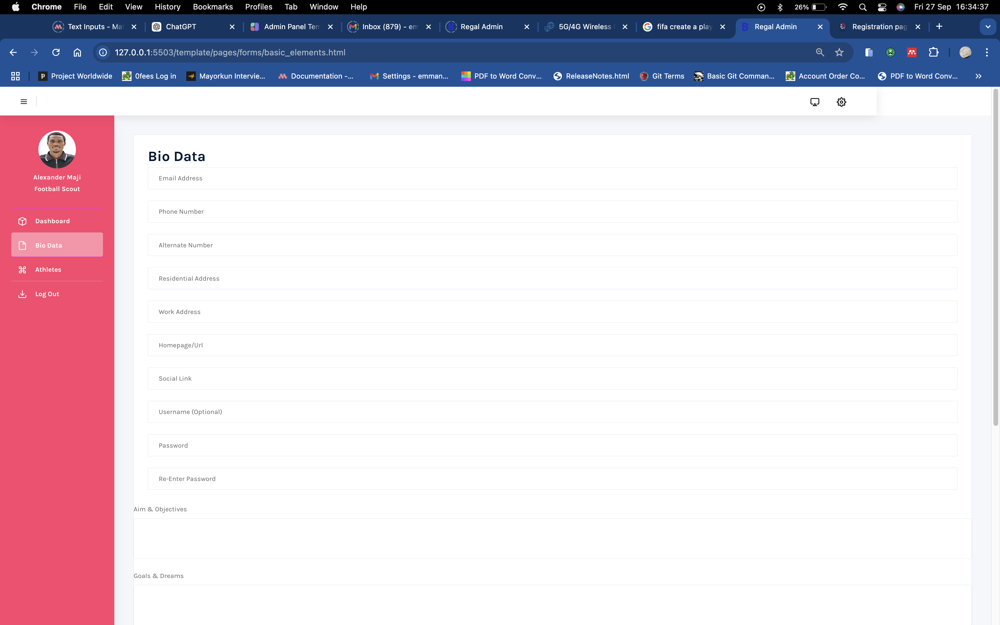 Chrome File Edit View History Bookmarks Profiles Tab Window Help 26% Fri 27 Sep 16:34:37
Text Inputs - Ma ChatGPT Admin Panel Tem Inbox (879) - em Regal Admin 5G/4G Wireless fifa create a play Regal Admin Registration pag
127.0.0.1:5503/template/pages/forms/basic_elements.html
Project Worldwide 0fees Log in Mayorkun Intervie... Documentation -... Settings - emman... PDF to Word Conv... ReleaseNotes.html Git Terms Basic Git Comman... Account Order Co... PDF to Word Conv...
Alexander Maji
Football Scout
Dashboard
Bio Data
Athletes
Log Out
Bio Data
Email Address
Phone Number
Alternate Number
Residential Address
Work Address
Homepage/Url
Social Link
Username (Optional)
Password
Re-Enter Password
Aim & Objectives
Goals & Dreams